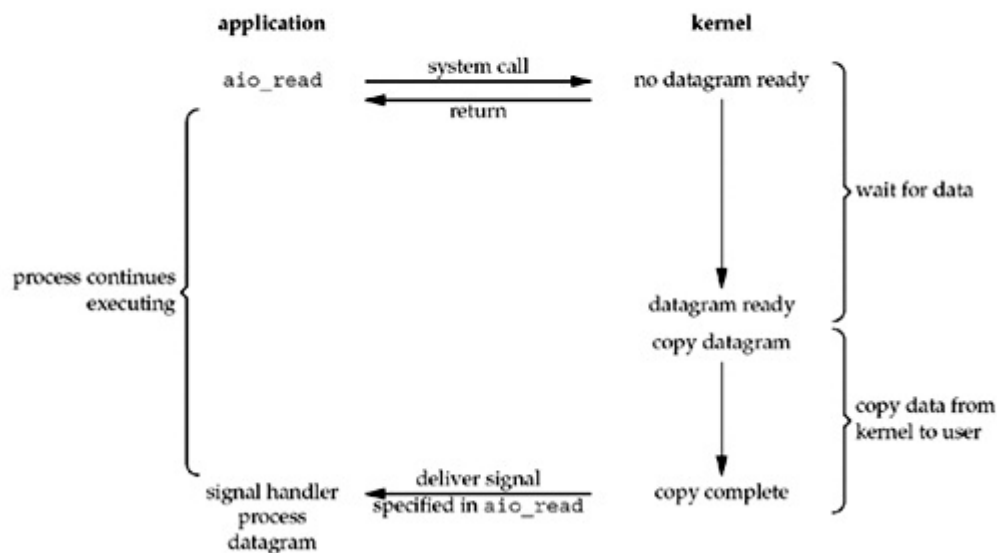 application
kernel
aio_read
system call
no datagram ready
return
wait for data
process continues
executing
datagram ready
copy datagram
copy data from
kernel to user
signal handler
process
datagram
deliver signal
specified in aio_read
copy complete